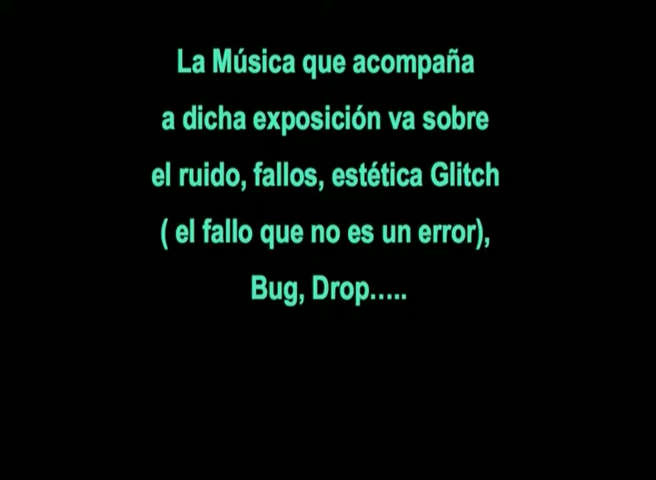 La Música que acompaña
a dicha exposición va sobre
el ruido, fallos, estética Glitch
( el fallo que no es un error),
Bug, Drop.....